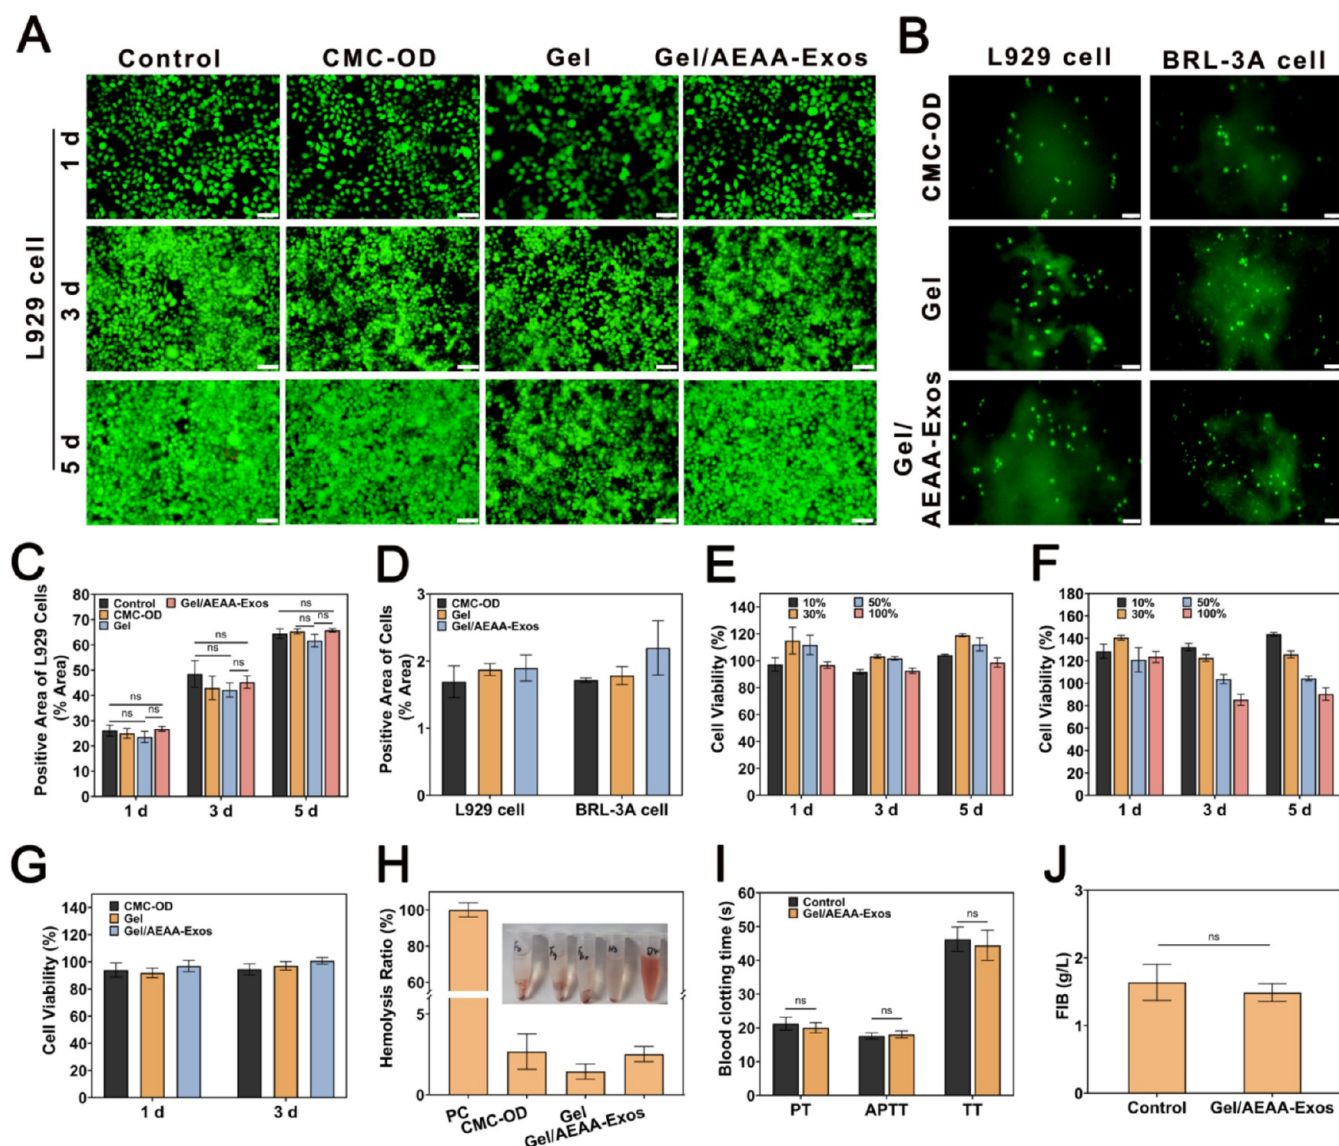 A
Control
CMC-OD
Gel
Gel/AEAA-Exos
L929 cell
1 d
3 d
5 d
B
L929 cell
BRL-3A cell
CMC-OD
Gel
Gel/
AEAA-Exos
C
Positive Area of L929 Cells
(% Area)
80
70
60
50
40
30
20
10
0
Control
CMC-OD
Gel
Gel/AEAA-Exos
ns
ns
ns
ns
ns
ns
ns
ns
ns
1 d
3 d
5 d
D
Positive Area of Cells
(% Area)
3
2
1
0
CMC-OD
Gel
Gel/AEAA-Exos
L929 cell
BRL-3A cell
E
Cell Viability (%)
140
120
100
80
60
40
20
0
10%
30%
50%
100%
1 d
3 d
5 d
F
Cell Viability (%)
180
160
140
120
100
80
60
40
20
0
10%
30%
50%
100%
1 d
3 d
5 d
G
Cell Viability (%)
140
120
100
80
60
40
20
0
CMC-OD
Gel
Gel/AEAA-Exos
1 d
3 d
H
Hemolysis Ratio (%)
100
80
60
5
0
PC
CMC-OD
Gel
Gel/AEAA-Exos
I
Blood clotting time (s)
60
50
40
30
20
10
0
Control
Gel/AEAA-Exos
ns
ns
ns
PT
APTT
TT
J
FIB (g/L)
3
2
1
0
ns
Control
Gel/AEAA-Exos